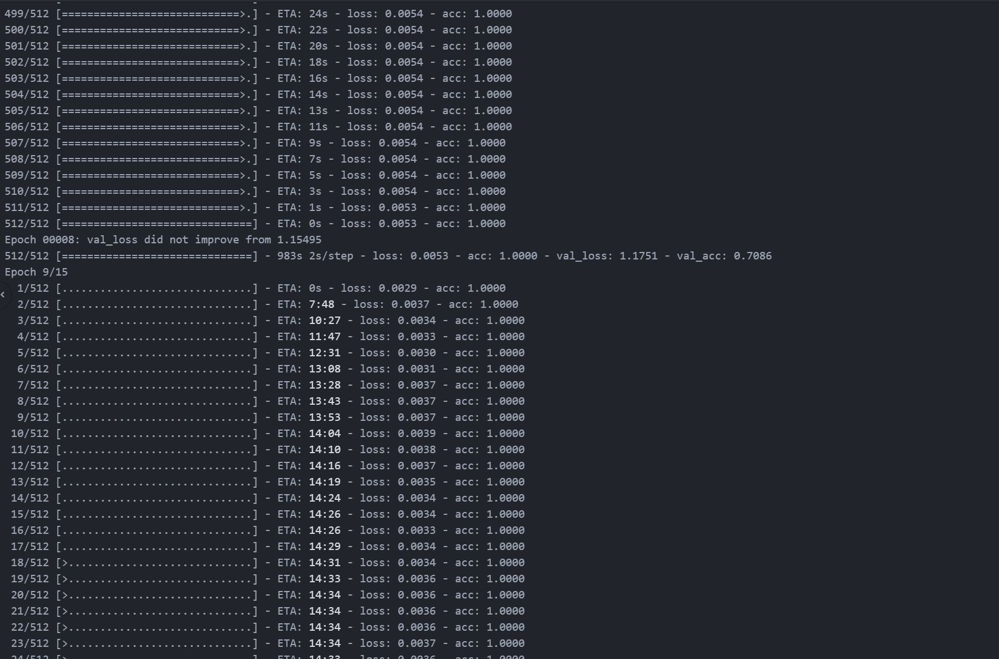 499/512 [============================>.] - ETA: 24s - loss: 0.0054 - acc: 1.0000
500/512 [============================>.] - ETA: 22s - loss: 0.0054 - acc: 1.0000
501/512 [============================>.] - ETA: 20s - loss: 0.0054 - acc: 1.0000
502/512 [============================>.] - ETA: 18s - loss: 0.0054 - acc: 1.0000
503/512 [============================>.] - ETA: 16s - loss: 0.0054 - acc: 1.0000
504/512 [============================>.] - ETA: 14s - loss: 0.0054 - acc: 1.0000
505/512 [============================>.] - ETA: 13s - loss: 0.0054 - acc: 1.0000
506/512 [============================>.] - ETA: 11s - loss: 0.0054 - acc: 1.0000
507/512 [============================>.] - ETA: 9s - loss: 0.0054 - acc: 1.0000
508/512 [============================>.] - ETA: 7s - loss: 0.0054 - acc: 1.0000
509/512 [============================>.] - ETA: 5s - loss: 0.0054 - acc: 1.0000
510/512 [============================>.] - ETA: 3s - loss: 0.0054 - acc: 1.0000
511/512 [============================>.] - ETA: 1s - loss: 0.0053 - acc: 1.0000
512/512 [==============================] - ETA: 0s - loss: 0.0053 - acc: 1.0000
Epoch 00008: val_loss did not improve from 1.15495
512/512 [==============================] - 983s 2s/step - loss: 0.0053 - acc: 1.0000 - val_loss: 1.1751 - val_acc: 0.7086
Epoch 9/15
1/512 [..............................] - ETA: 0s - loss: 0.0029 - acc: 1.0000
2/512 [..............................] - ETA: 7:48 - loss: 0.0037 - acc: 1.0000
3/512 [..............................] - ETA: 10:27 - loss: 0.0034 - acc: 1.0000
4/512 [..............................] - ETA: 11:47 - loss: 0.0033 - acc: 1.0000
5/512 [..............................] - ETA: 12:31 - loss: 0.0030 - acc: 1.0000
6/512 [..............................] - ETA: 13:08 - loss: 0.0031 - acc: 1.0000
7/512 [..............................] - ETA: 13:28 - loss: 0.0037 - acc: 1.0000
8/512 [..............................] - ETA: 13:43 - loss: 0.0037 - acc: 1.0000
9/512 [..............................] - ETA: 13:53 - loss: 0.0037 - acc: 1.0000
10/512 [..............................] - ETA: 14:04 - loss: 0.0039 - acc: 1.0000
11/512 [..............................] - ETA: 14:10 - loss: 0.0038 - acc: 1.0000
12/512 [..............................] - ETA: 14:16 - loss: 0.0037 - acc: 1.0000
13/512 [..............................] - ETA: 14:19 - loss: 0.0035 - acc: 1.0000
14/512 [..............................] - ETA: 14:24 - loss: 0.0034 - acc: 1.0000
15/512 [..............................] - ETA: 14:26 - loss: 0.0034 - acc: 1.0000
16/512 [..............................] - ETA: 14:26 - loss: 0.0033 - acc: 1.0000
17/512 [..............................] - ETA: 14:29 - loss: 0.0034 - acc: 1.0000
18/512 [>.............................] - ETA: 14:31 - loss: 0.0034 - acc: 1.0000
19/512 [>.............................] - ETA: 14:33 - loss: 0.0036 - acc: 1.0000
20/512 [>.............................] - ETA: 14:34 - loss: 0.0036 - acc: 1.0000
21/512 [>.............................] - ETA: 14:34 - loss: 0.0036 - acc: 1.0000
22/512 [>.............................] - ETA: 14:34 - loss: 0.0036 - acc: 1.0000
23/512 [>.............................] - ETA: 14:34 - loss: 0.0037 - acc: 1.0000